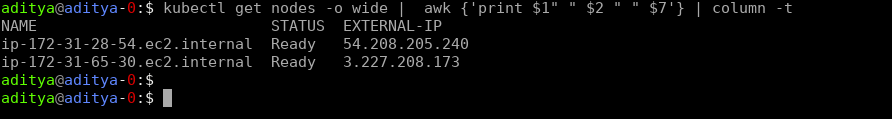 aditya@aditya-0:$ kubectl get nodes -o wide |  awk {'print $1" " $2 " " $7'} | column -t
NAME                          STATUS  EXTERNAL-IP
ip-172-31-28-54.ec2.internal  Ready   54.208.205.240
ip-172-31-65-30.ec2.internal  Ready   3.227.208.173
aditya@aditya-0:$
aditya@aditya-0:$